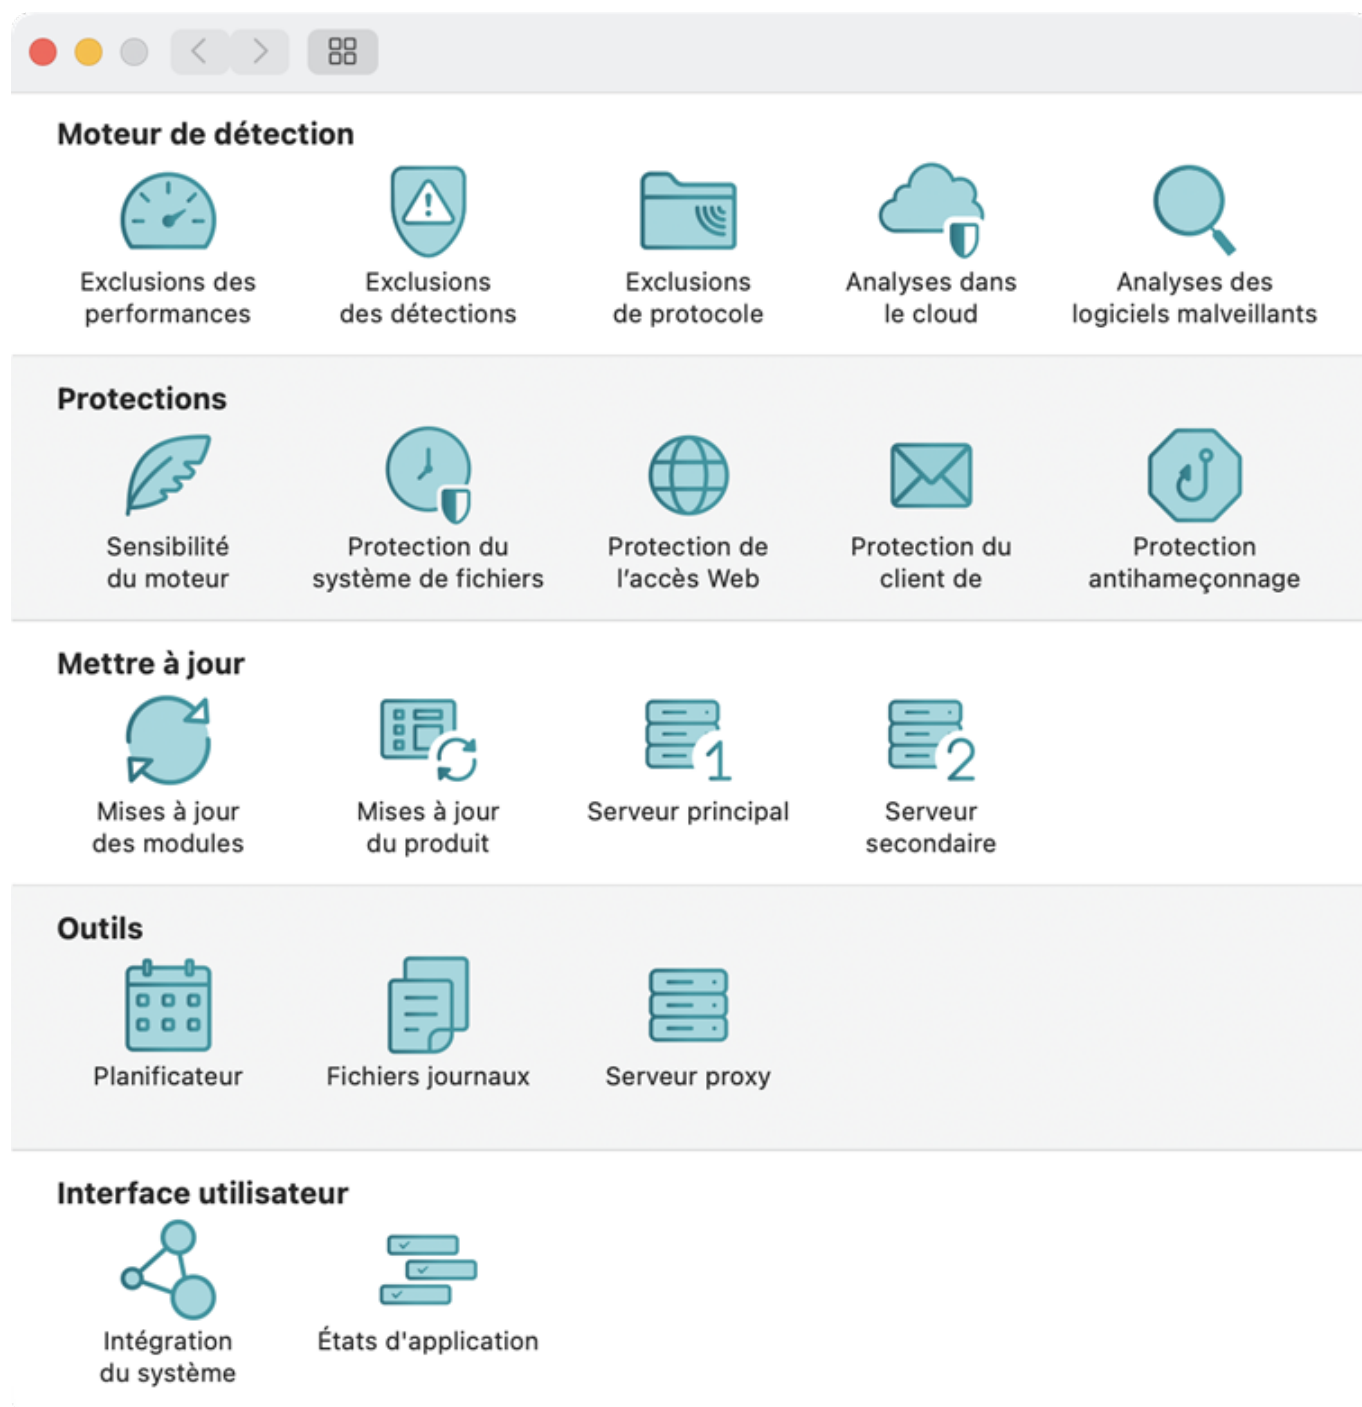 Moteur de détection
Exclusions des
performances
Exclusions
des détections
Exclusions
de protocole
Analyses dans
le cloud
Analyses des
logiciels malveillants
Protections
Sensibilité
du moteur
Protection du
système de fichiers
Protection de
l'accès Web
Protection du
client de
Protection
antihameçonnage
Mettre à jour
Mises à jour
des modules
Mises à jour
du produit
1
Serveur principal
2
Serveur
secondaire
Outils
Planificateur
Fichiers journaux
Serveur proxy
Interface utilisateur
Intégration
du système
États d'application